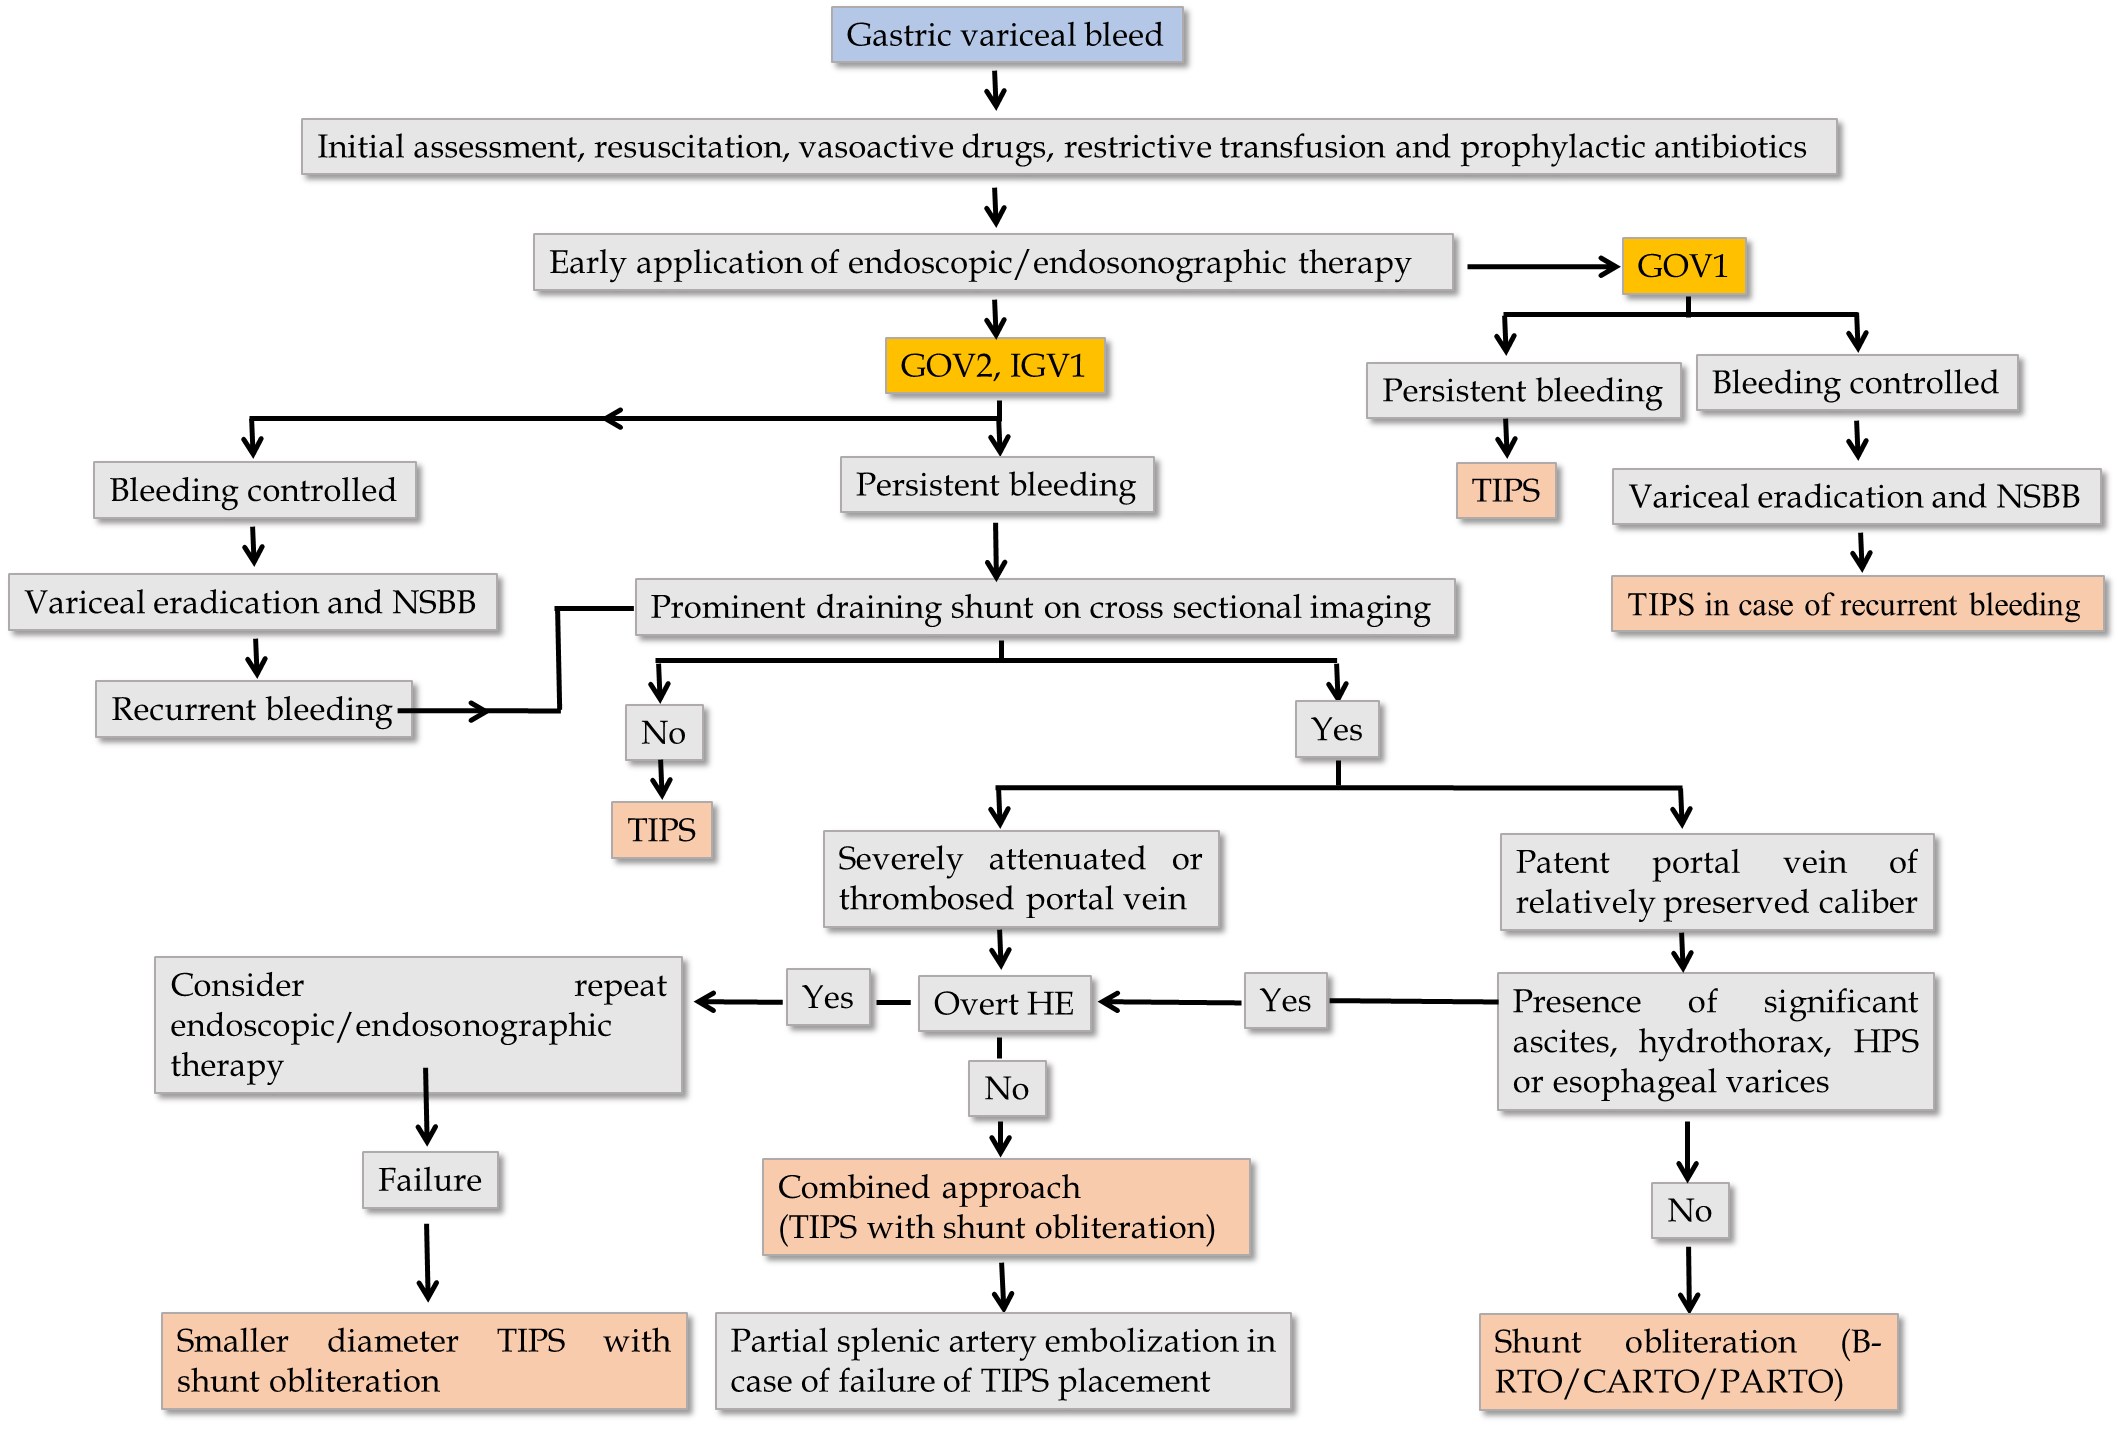 Gastric variceal bleed
Initial assessment, resuscitation, vasoactive drugs, restrictive transfusion and prophylactic antibiotics
Early application of endoscopic/endosonographic therapy
GOV1
GOV2, IGV1
Persistent bleeding
Bleeding controlled
TIPS
Variceal eradication and NSBB
TIPS in case of recurrent bleeding
Bleeding controlled
Persistent bleeding
Variceal eradication and NSBB
Prominent draining shunt on cross sectional imaging
Recurrent bleeding
No
Yes
TIPS
Severely attenuated or
thrombosed portal vein
Patent portal vein of
relatively preserved caliber
Consider repeat
endoscopic/endosonographic
therapy
Yes
Overt HE
Yes
Presence of significant
ascites, hydrothorax, HPS
or esophageal varices
No
Failure
Combined approach
(TIPS with shunt obliteration)
No
Smaller diameter TIPS with
shunt obliteration
Partial splenic artery embolization in
case of failure of TIPS placement
Shunt obliteration (B-
RTO/CARTO/PARTO)